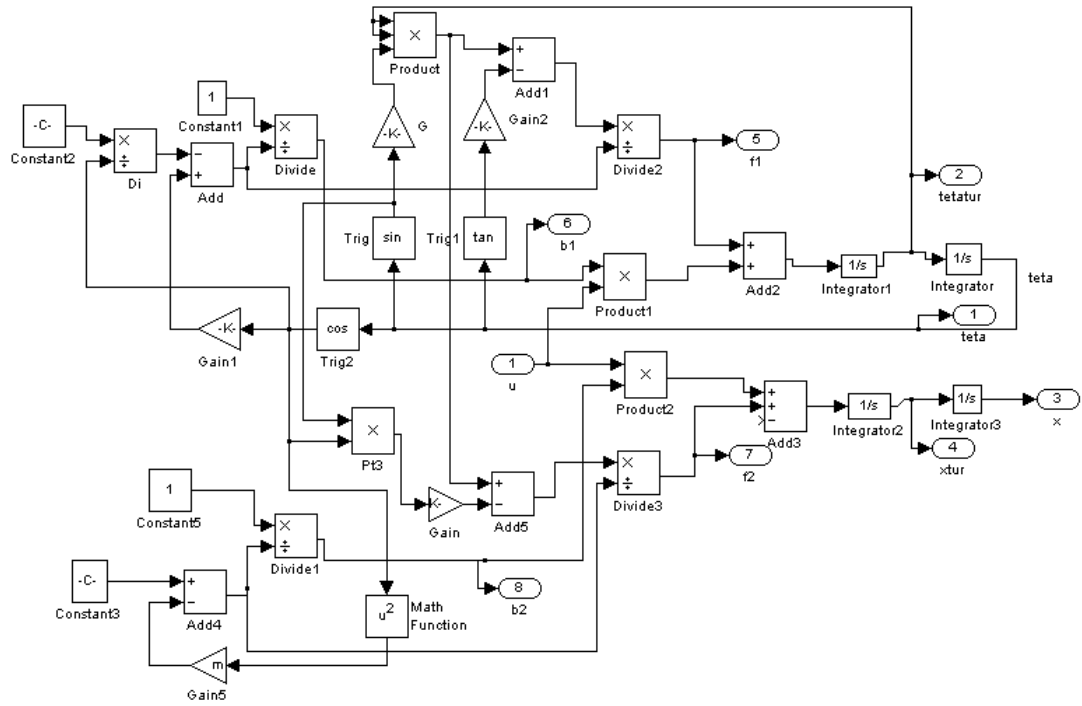 ×
Product
+
−
Add1
1
Constant1
-K-
G
-K-
Gain2
-C-
Constant2
×
÷
Di
−
+
Add
×
÷
Divide
×
÷
Divide2
5
f1
2
tetatur
Trig
sin
Trig1
tan
6
b1
×
Product1
+
+
Add2
1/s
Integrator1
1/s
Integrator
teta
1
teta
-K-
Gain1
cos
Trig2
1
u
×
Product2
+
+
−
Add3
1/s
Integrator2
1/s
Integrator3
3
x
4
xtur
×
Pt3
K-
Gain
+
−
Add5
×
÷
Divide3
7
f2
1
Constant5
×
÷
Divide1
8
b2
-C-
Constant3
+
−
Add4
u²
Math
Function
m
Gain5